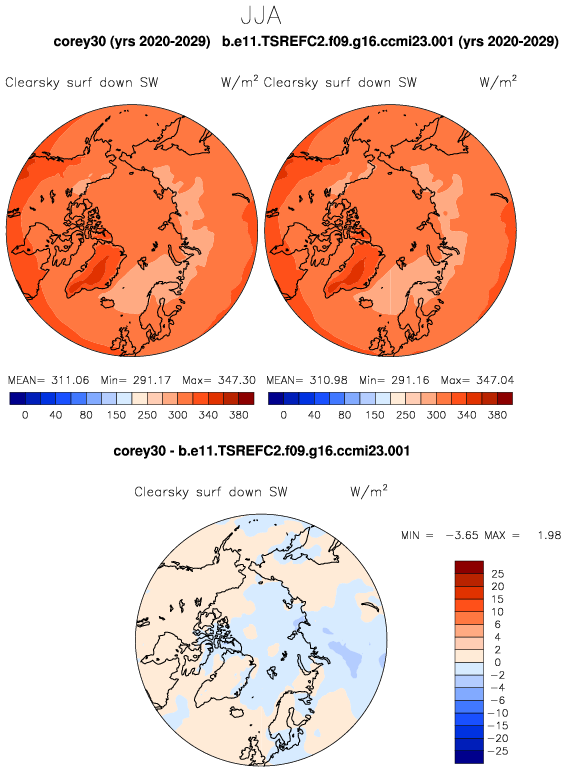 JJA
corey30 (yrs 2020-2029) b.e11.TSREFC2.f09.g16.ccmi23.001 (yrs 2020-2029)
Clearsky surf down SW W/m² Clearsky surf down SW W/m²
MEAN= 311.06 Min= 291.17 Max= 347.30 MEAN= 310.98 Min= 291.16 Max= 347.04
0 40 80 150 250 300 340 380 0 40 80 150 250 300 340 380
corey30 - b.e11.TSREFC2.f09.g16.ccmi23.001
Clearsky surf down SW W/m²
MIN = -3.65 MAX = 1.98
25
20
15
10
6
4
2
0
-2
-4
-6
-10
-15
-20
-25